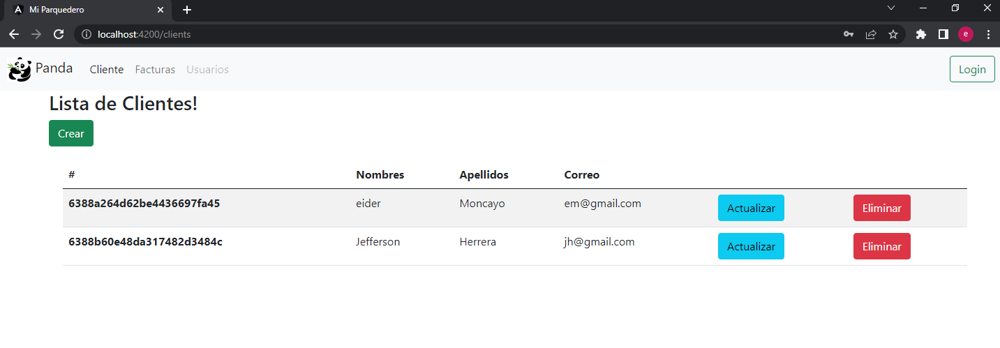 Mi Parquedero
localhost:4200/clients
e
Panda Cliente Facturas Usuarios Login
Lista de Clientes!
Crear
# Nombres Apellidos Correo
6388a264d62be4436697fa45 eider Moncayo em@gmail.com Actualizar Eliminar
6388b60e48da317482d3484c Jefferson Herrera jh@gmail.com Actualizar Eliminar